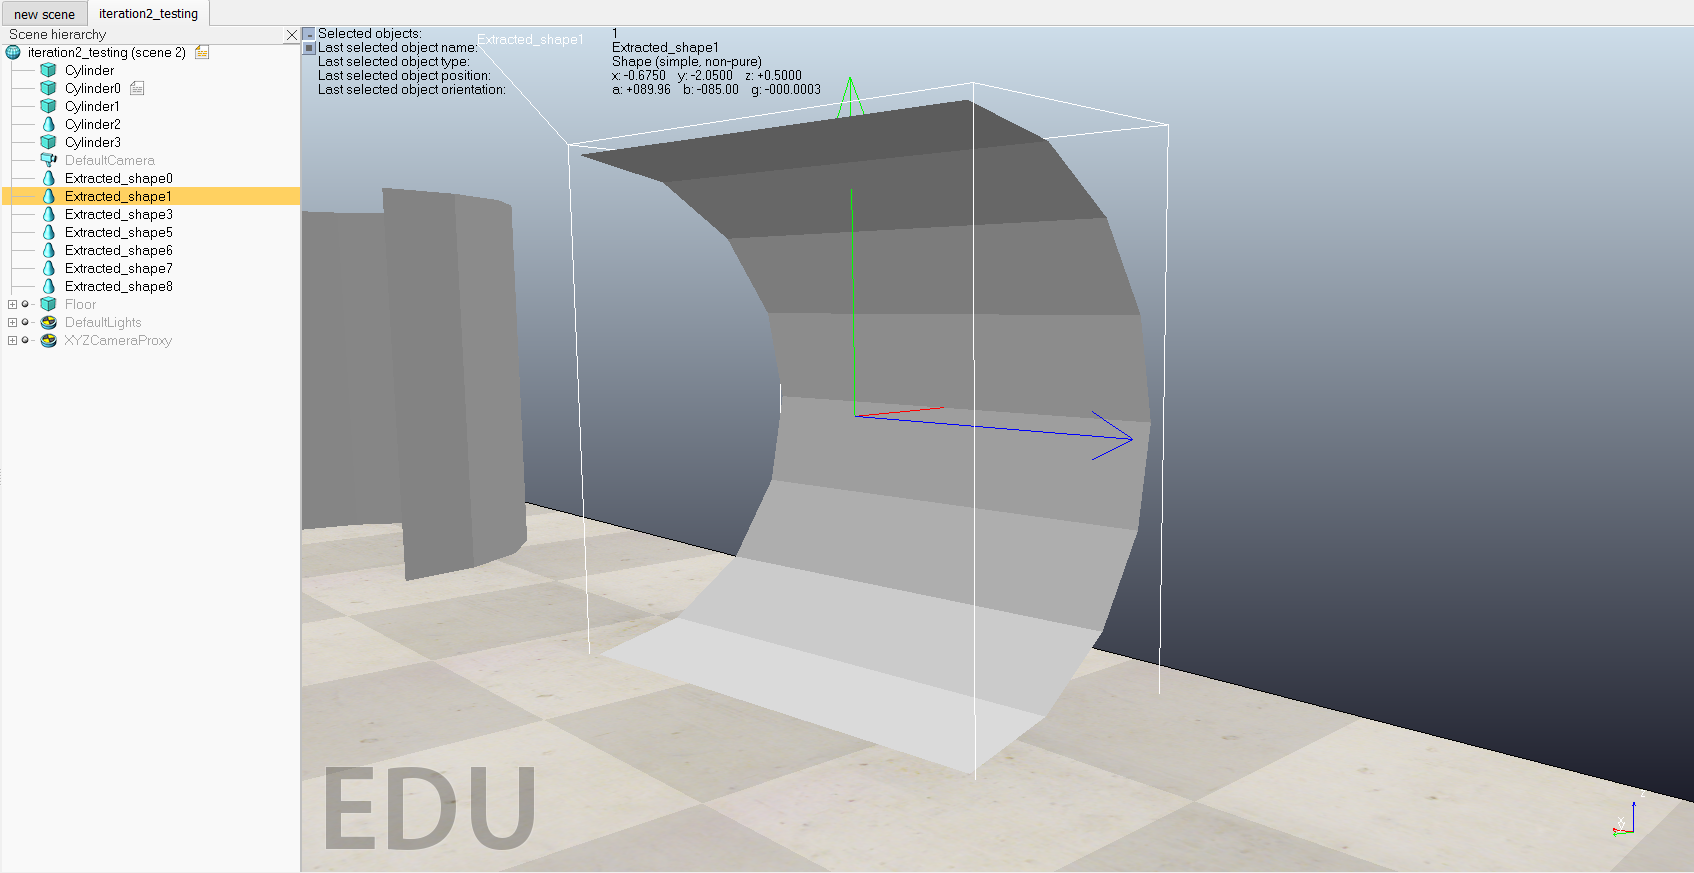 new scene
iteration2_testing
Scene hierarchy
iteration2_testing (scene 2)
Cylinder
Cylinder0
Cylinder1
Cylinder2
Cylinder3
DefaultCamera
Extracted_shape0
Extracted_shape1
Extracted_shape3
Extracted_shape5
Extracted_shape6
Extracted_shape7
Extracted_shape8
Floor
DefaultLights
XYZCameraProxy
Selected objects: 1
Last selected object name: Extracted_shape1
Last selected object type: Shape (simple, non-pure)
Last selected object position: x: -0.6750 y: -2.0500 z: +0.5000
Last selected object orientation: a: +089.96 b: -085.00 g: -000.0003
Extracted_shape1
EDU
z